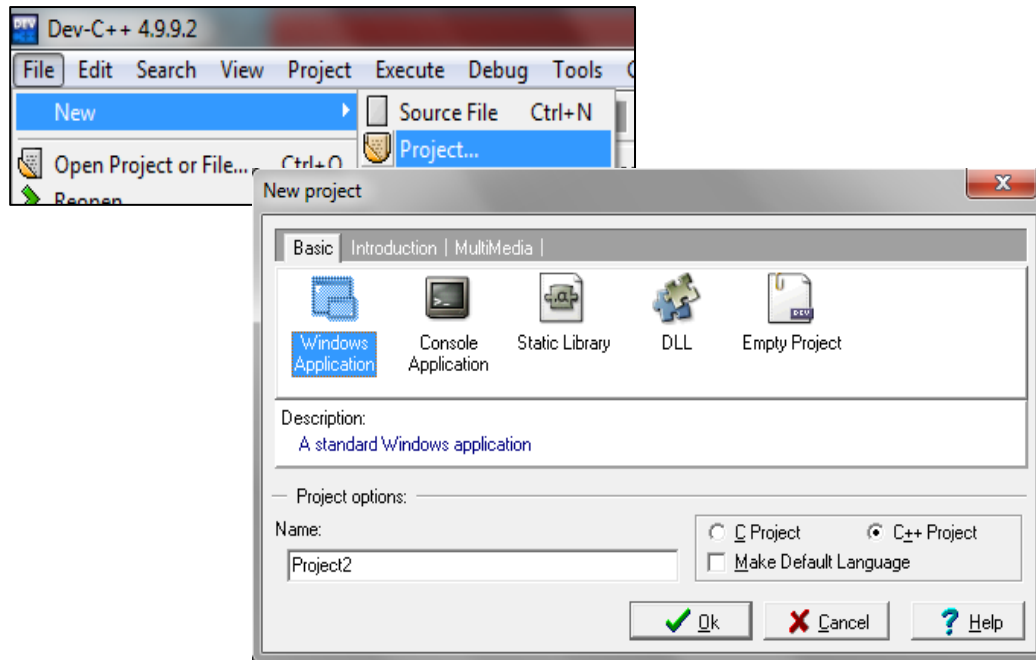 Dev-C++ 4.9.9.2
File Edit Search View Project Execute Debug Tools
New
Source File Ctrl+N
Project...
Open Project or File... Ctrl+O
Reopen
New project
Basic Introduction MultiMedia
Windows Application
Console Application
Static Library
DLL
Empty Project
Description:
A standard Windows application
Project options:
Name:
C Project C++ Project
Project2
Make Default Language
Ok Cancel Help